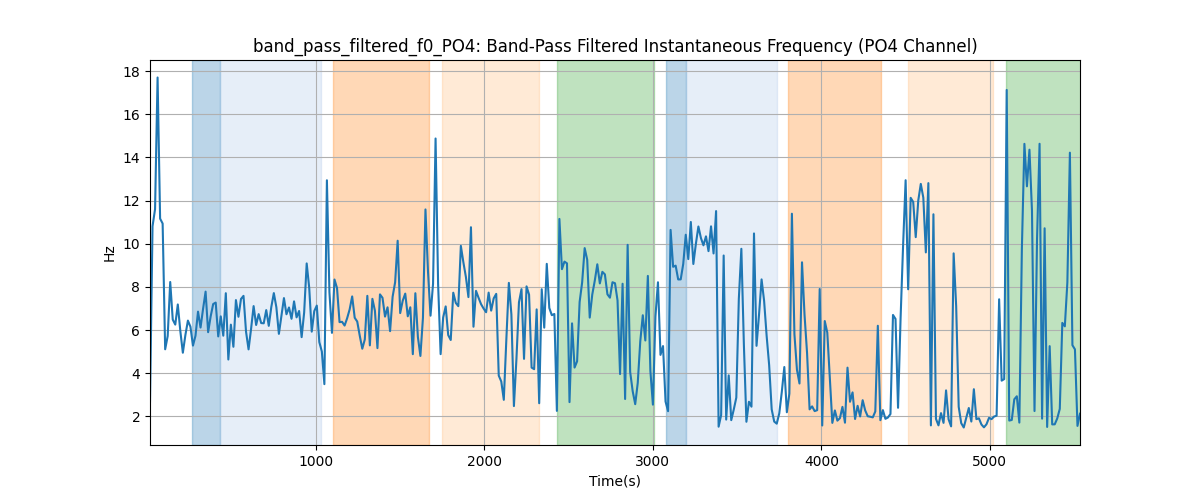 band_pass_filtered_f0_PO4: Band-Pass Filtered Instantaneous Frequency (PO4 Channel)
18
16
14
12
10
8
6
4
2
Hz
1000 2000 3000 4000 5000
Time(s)